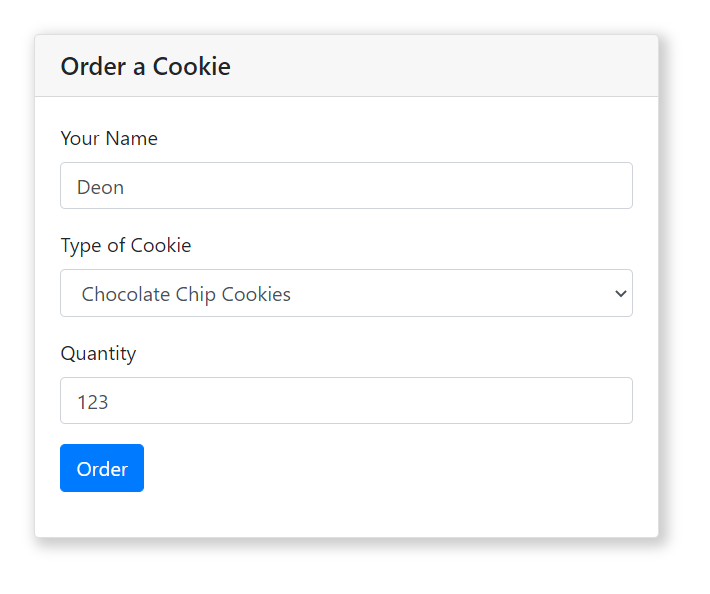 Order a Cookie
Your Name
Deon
Type of Cookie
Chocolate Chip Cookies
Quantity
123
Order